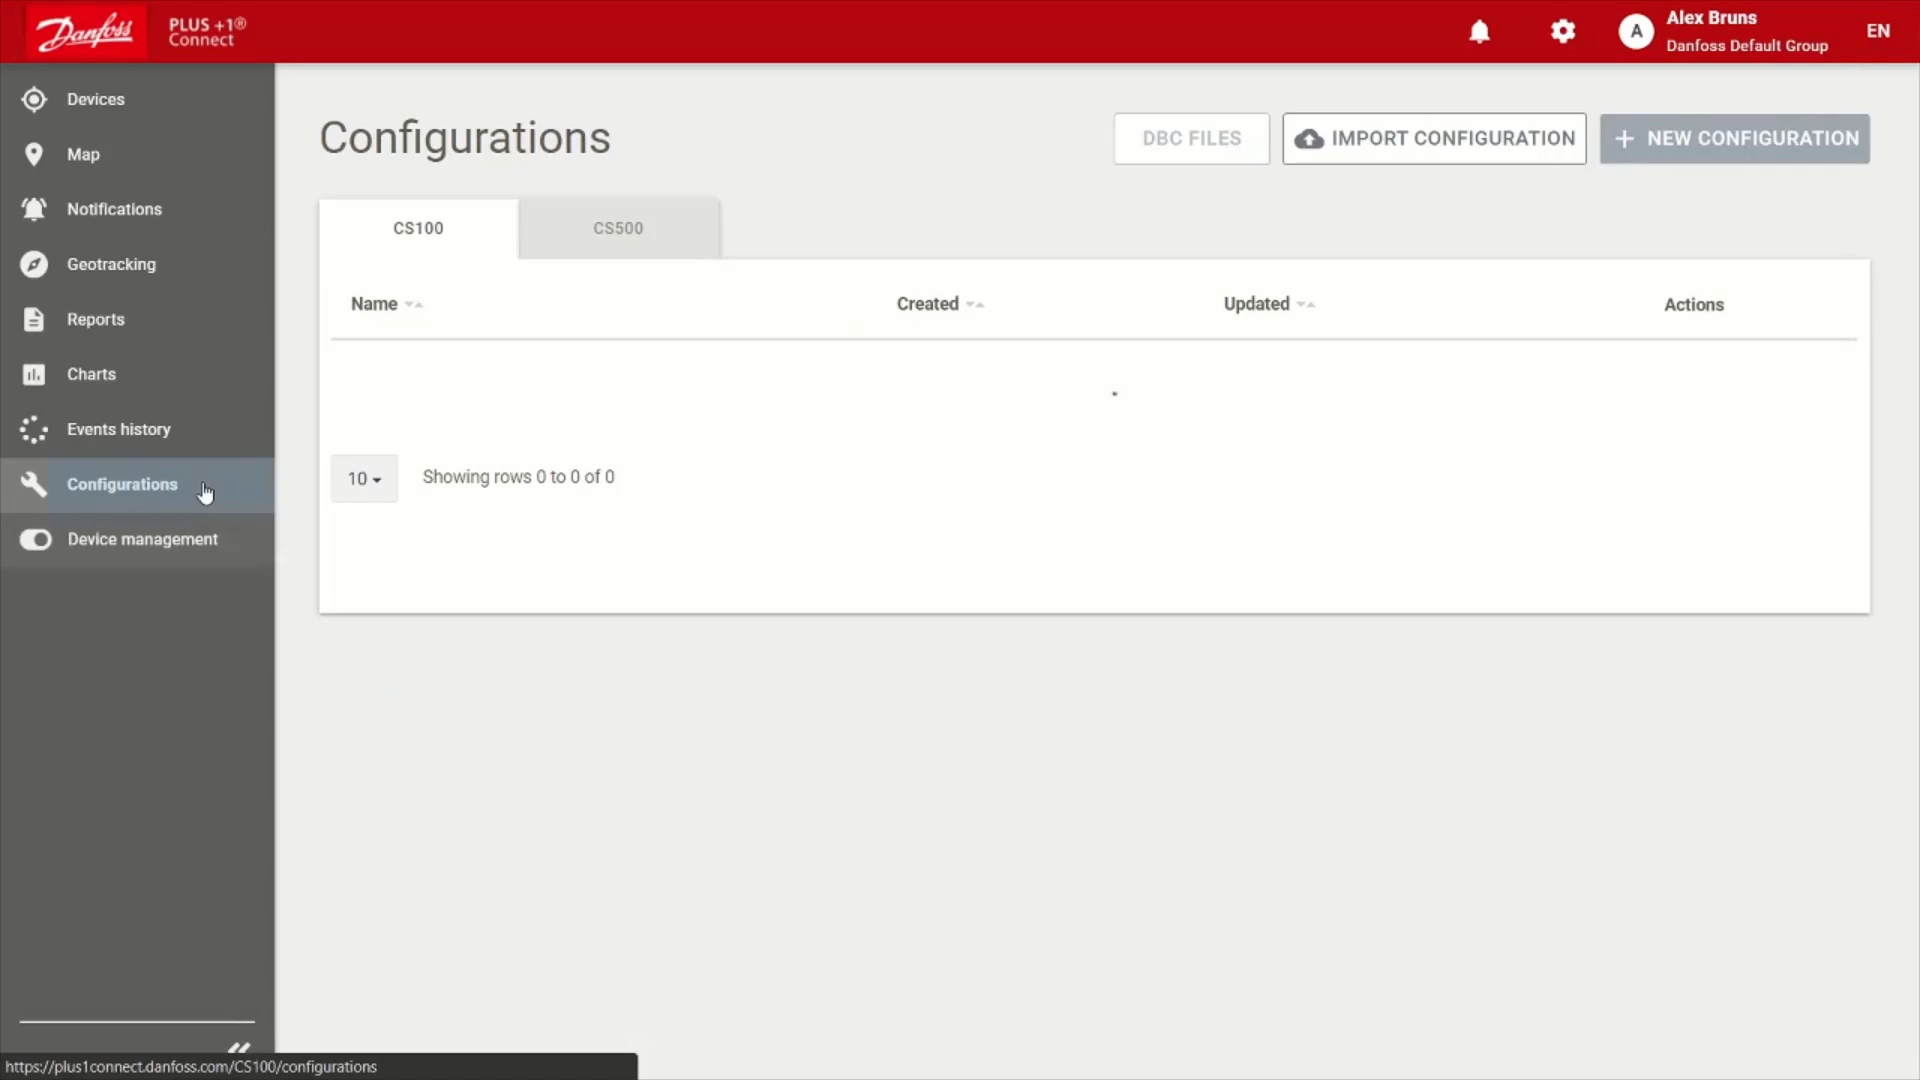 Danfoss
PLUS +1®
Connect
Alex Bruns
A
Danfoss Default Group
EN
Devices
Map
Notifications
Geotracking
Reports
Charts
Events history
Configurations
Device management
Configurations
DBC FILES
IMPORT CONFIGURATION
+ NEW CONFIGURATION
CS100
CS500
Name
Created
Updated
Actions
10
Showing rows 0 to 0 of 0
https://plus1connect.danfoss.com/CS100/configurations